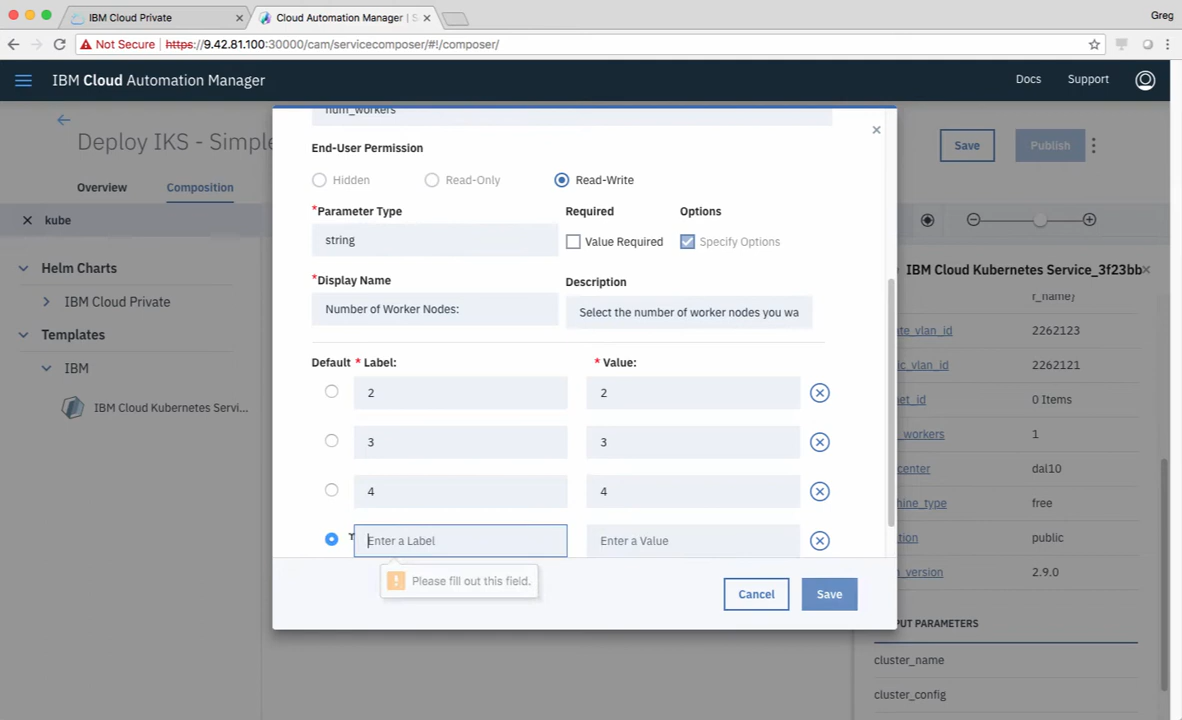 IBM Cloud Private
Cloud Automation Manager | S
Greg
Not Secure | https://9.42.81.100:30000/cam/servicecomposer/#!/composer/
IBM Cloud Automation Manager
Docs
Support
Deploy IKS - Simple
Save
Publish
Overview
Composition
kube
Helm Charts
IBM Cloud Private
Templates
IBM
IBM Cloud Kubernetes Servi...
num_workers
End-User Permission
Hidden
Read-Only
Read-Write
*Parameter Type
Required
Options
string
Value Required
Specify Options
*Display Name
Description
Number of Worker Nodes:
Select the number of worker nodes you wa
Default * Label:
* Value:
2
2
3
3
4
4
Enter a Label
Enter a Value
Please fill out this field.
Cancel
Save
IBM Cloud Kubernetes Service_3f23bb
r_name}
te_vlan_id
2262123
ic_vlan_id
2262121
et_id
0 Items
_workers
1
center
dal10
hine_type
free
tion
public
_version
2.9.0
PUT PARAMETERS
cluster_name
cluster_config